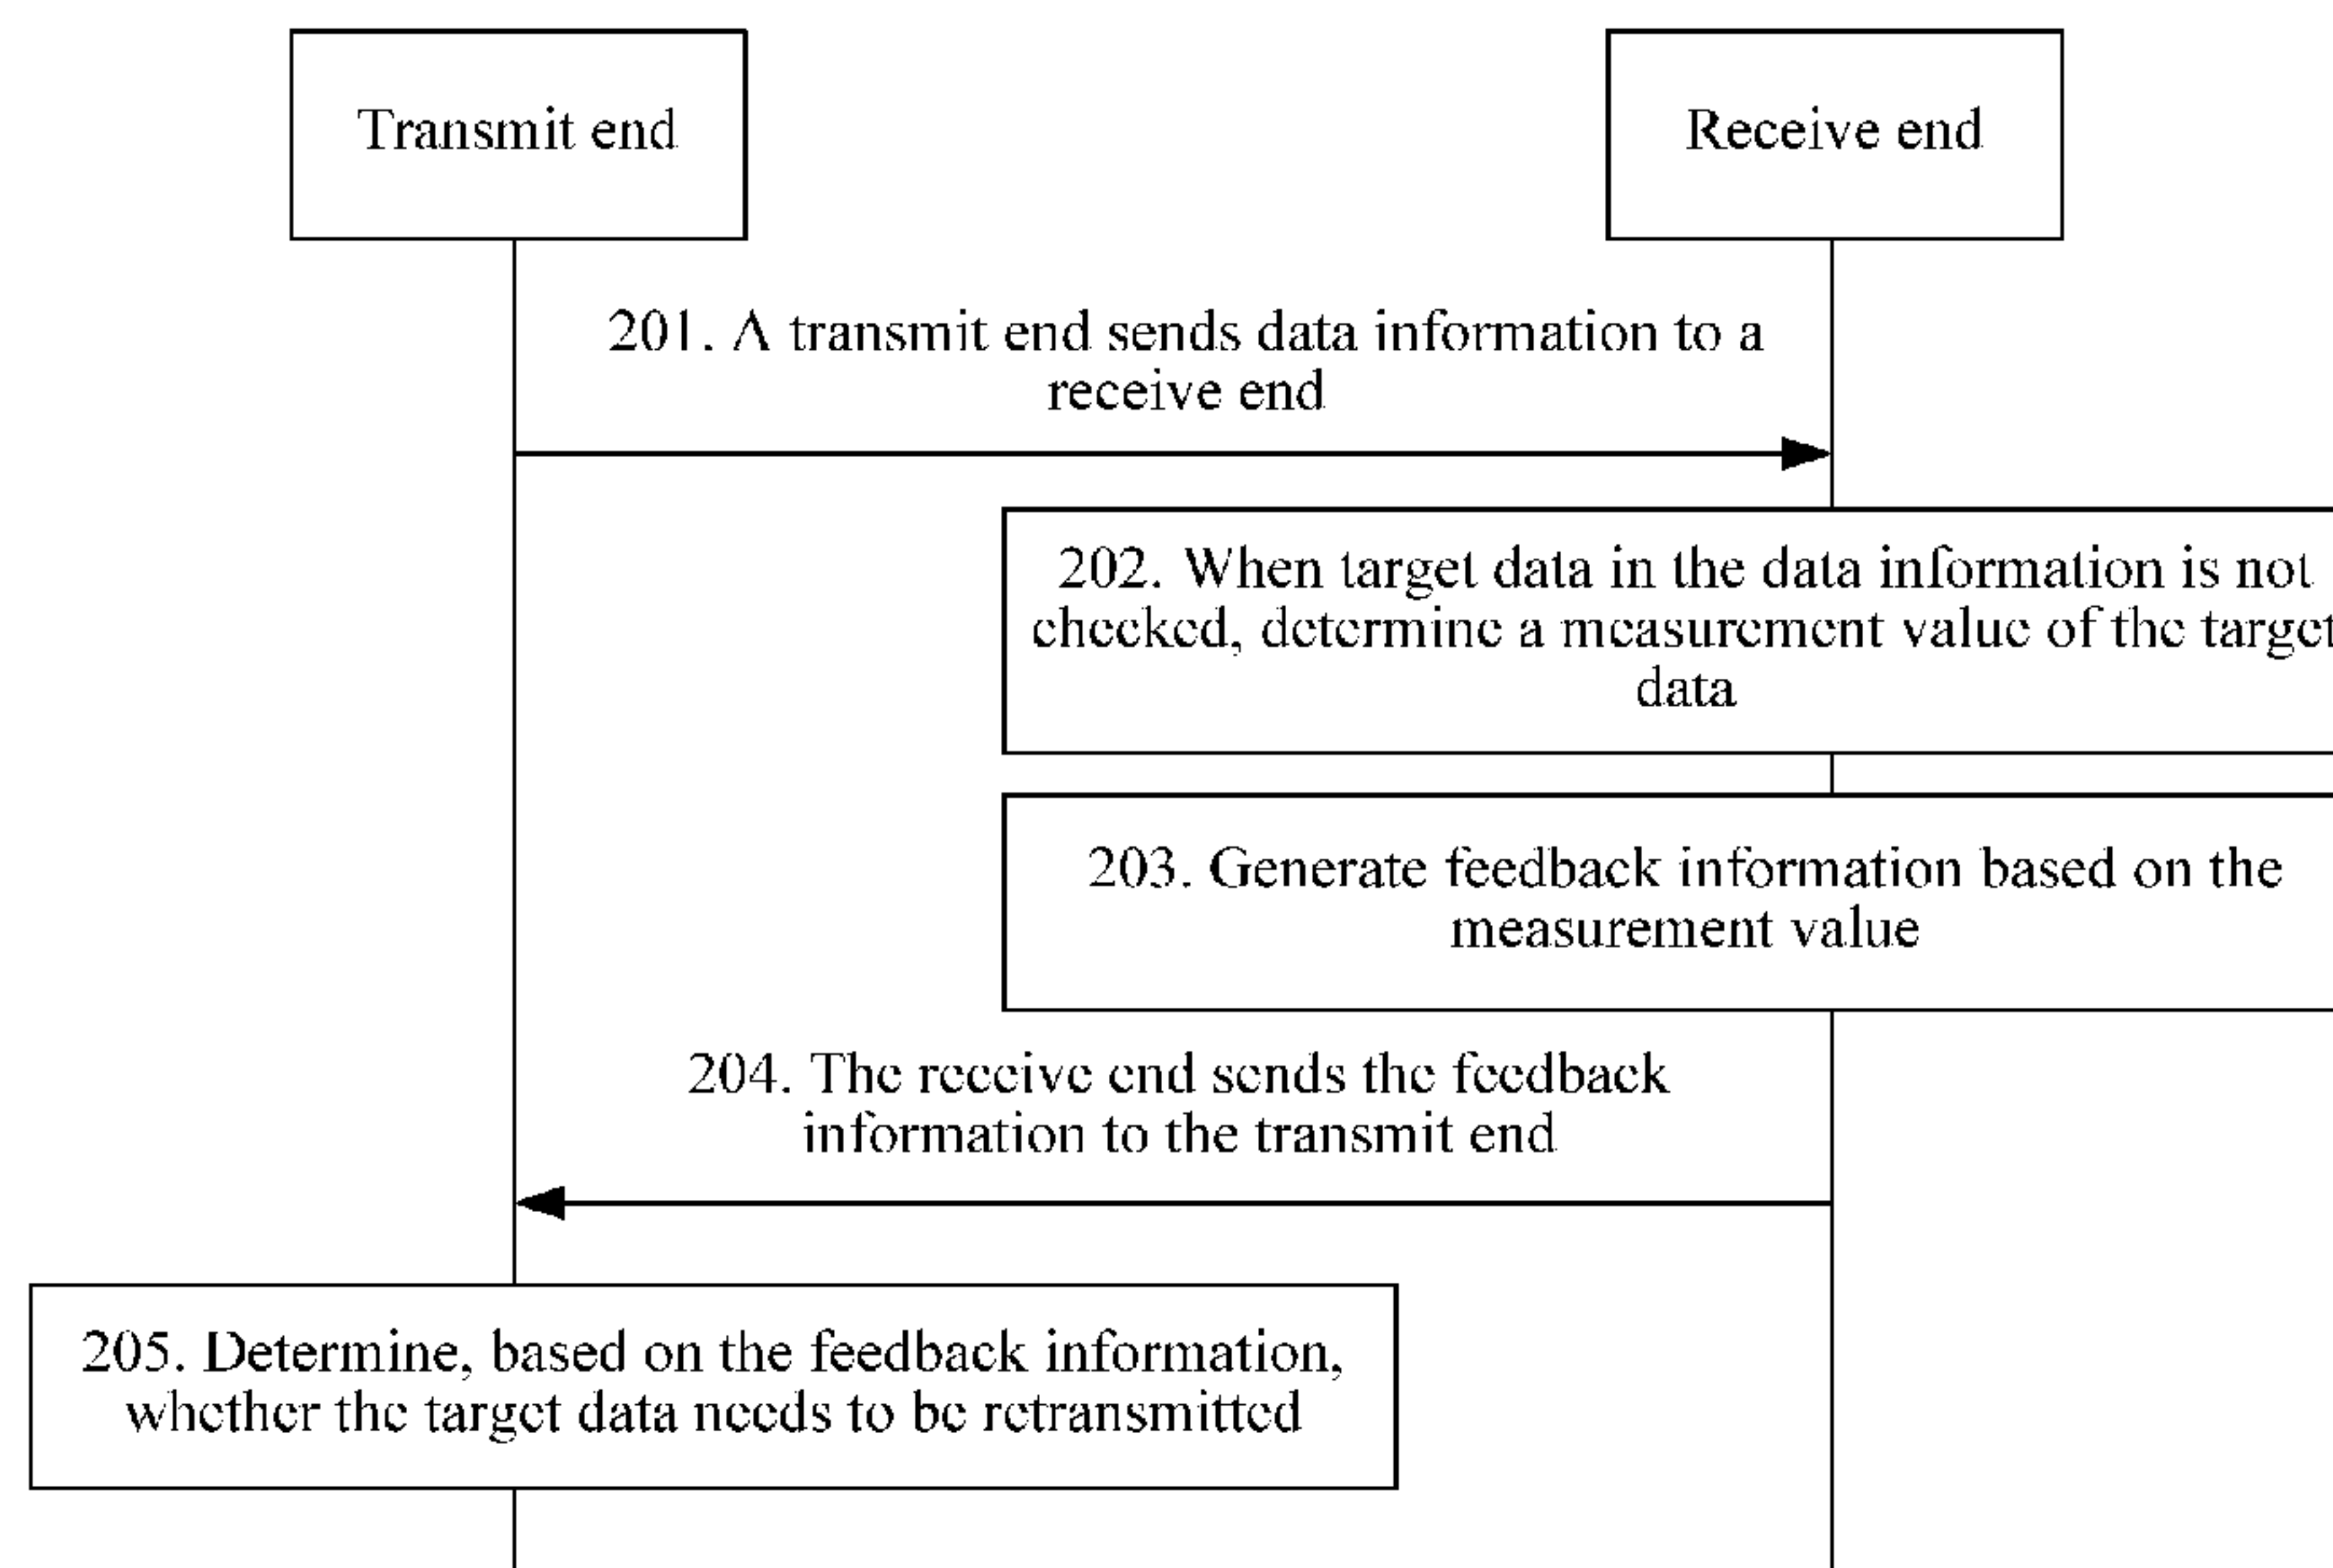 Transmit end
Receive end
201. A transmit end sends data information to a
receive end
202. When target data in the data information is not
checked, determine a measurement value of the target
data
203. Generate feedback information based on the
measurement value
204. The receive end sends the feedback
information to the transmit end
205. Determine, based on the feedback information,
whether the target data needs to be retransmitted